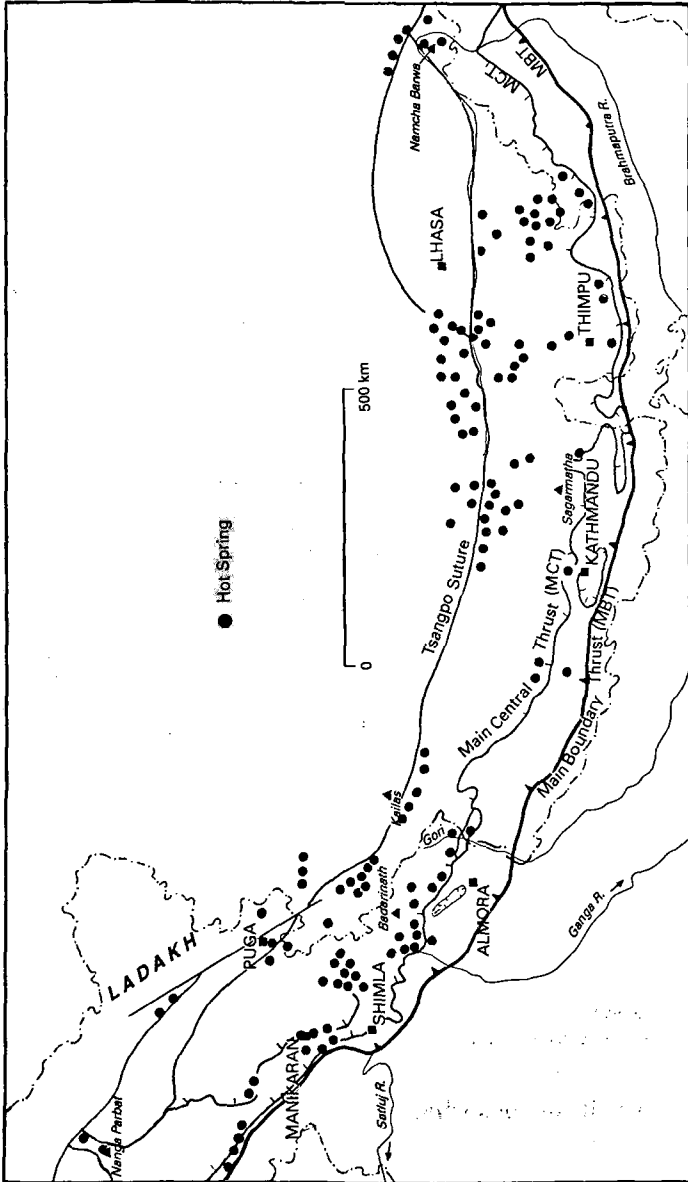 Nanga Parbat
LADAKH
PUGA
MANIKARAN
SHIMLA
Satluj R.
Badarinath
Kailas
Gori
ALMORA
Ganga R.
Hot Spring
0
500 km
Tsangpo Suture
Main Central Thrust (MCT)
Main Boundary Thrust (MBT)
Sagarmatha
KATHMANDU
THIMPU
LHASA
Namcha Barwa
MCT.
MBT
Brahmaputra R.